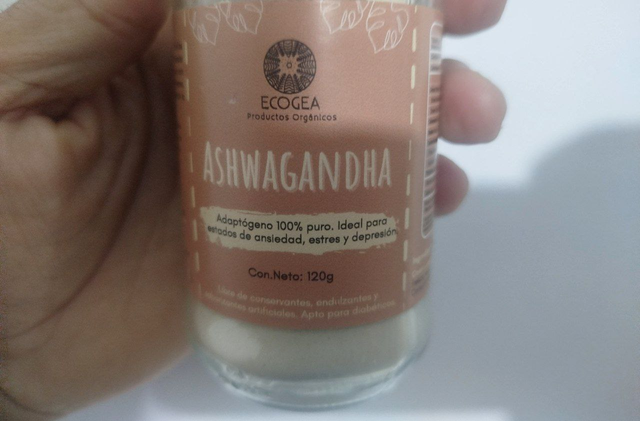 ECOGEA
Productos Orgánicos
ASHWAGANDHA
Adaptógeno 100% puro. Ideal para
estados de ansiedad, estres y depresión.
Con.Neto: 120g
Libre de conservantes, endulzantes y
artificiales. Apto para diabéticos.